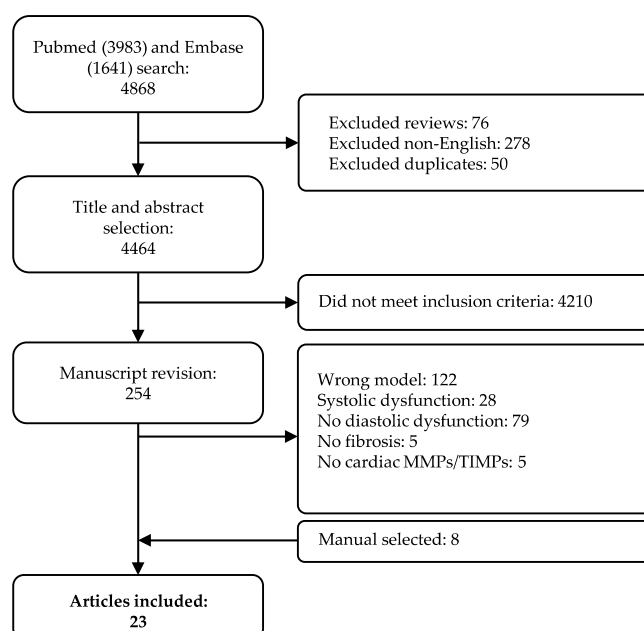 Pubmed (3983) and Embase
(1641) search:
4868
Excluded reviews: 76
Excluded non-English: 278
Excluded duplicates: 50
Title and abstract
selection:
4464
Did not meet inclusion criteria: 4210
Manuscript revision:
254
Wrong model: 122
Systolic dysfunction: 28
No diastolic dysfunction: 79
No fibrosis: 5
No cardiac MMPs/TIMPs: 5
Manual selected: 8
Articles included:
23